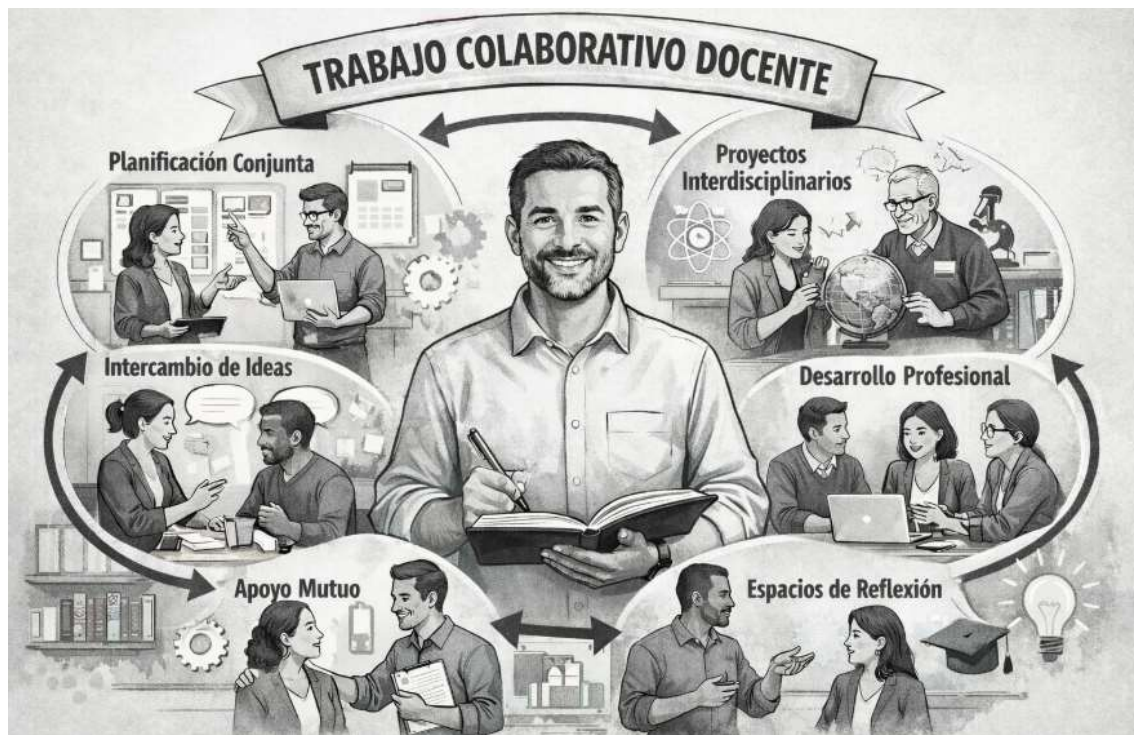 TRABAJO COLABORATIVO DOCENTE
Planificación Conjunta
Proyectos
Interdisciplinarios
Intercambio de Ideas
Desarrollo Profesional
Apoyo Mutuo
Espacios de Reflexión